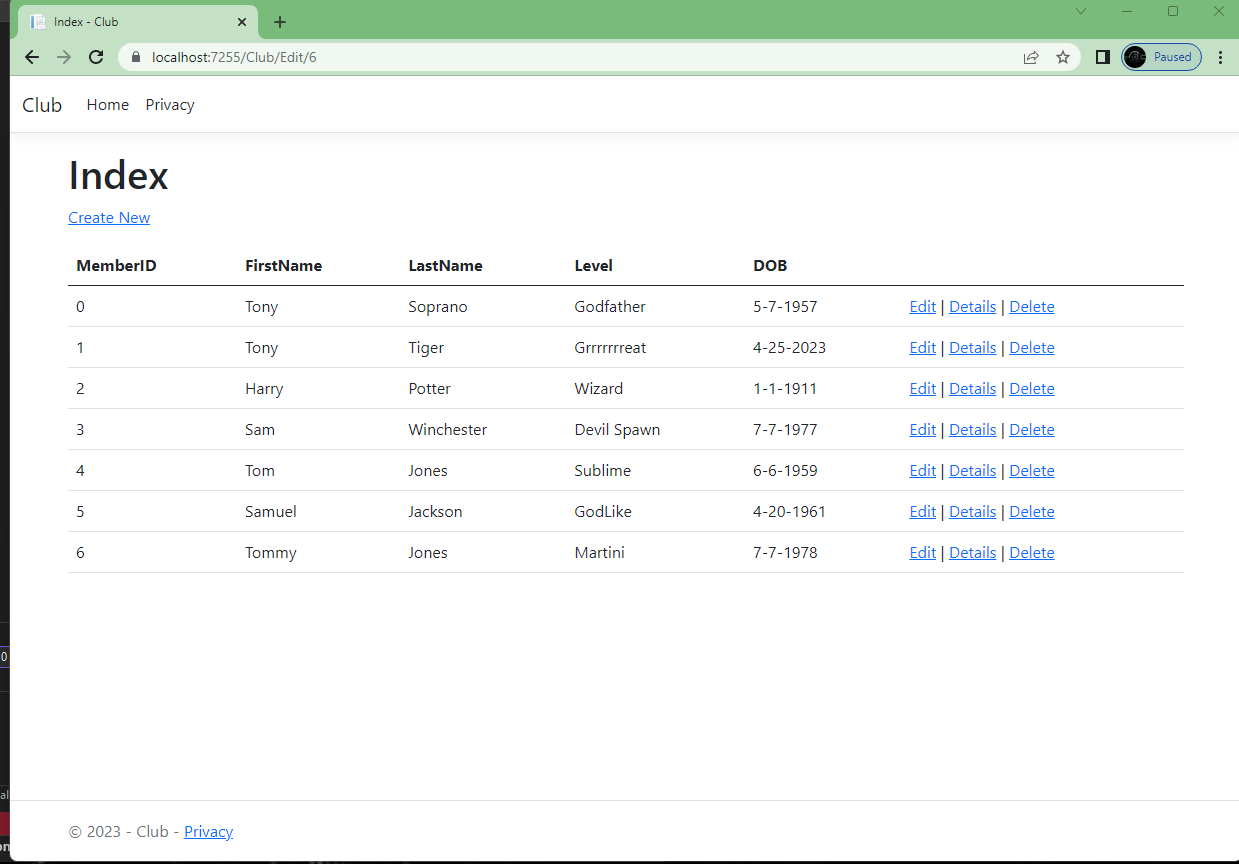 Index - Club
localhost:7255/Club/Edit/6
Paused
Club Home Privacy
Index
Create New
MemberID FirstName LastName Level DOB
0 Tony Soprano Godfather 5-7-1957 Edit | Details | Delete
1 Tony Tiger Grrrrrrreat 4-25-2023 Edit | Details | Delete
2 Harry Potter Wizard 1-1-1911 Edit | Details | Delete
3 Sam Winchester Devil Spawn 7-7-1977 Edit | Details | Delete
4 Tom Jones Sublime 6-6-1959 Edit | Details | Delete
5 Samuel Jackson GodLike 4-20-1961 Edit | Details | Delete
6 Tommy Jones Martini 7-7-1978 Edit | Details | Delete
0
al
on
© 2023 - Club - Privacy